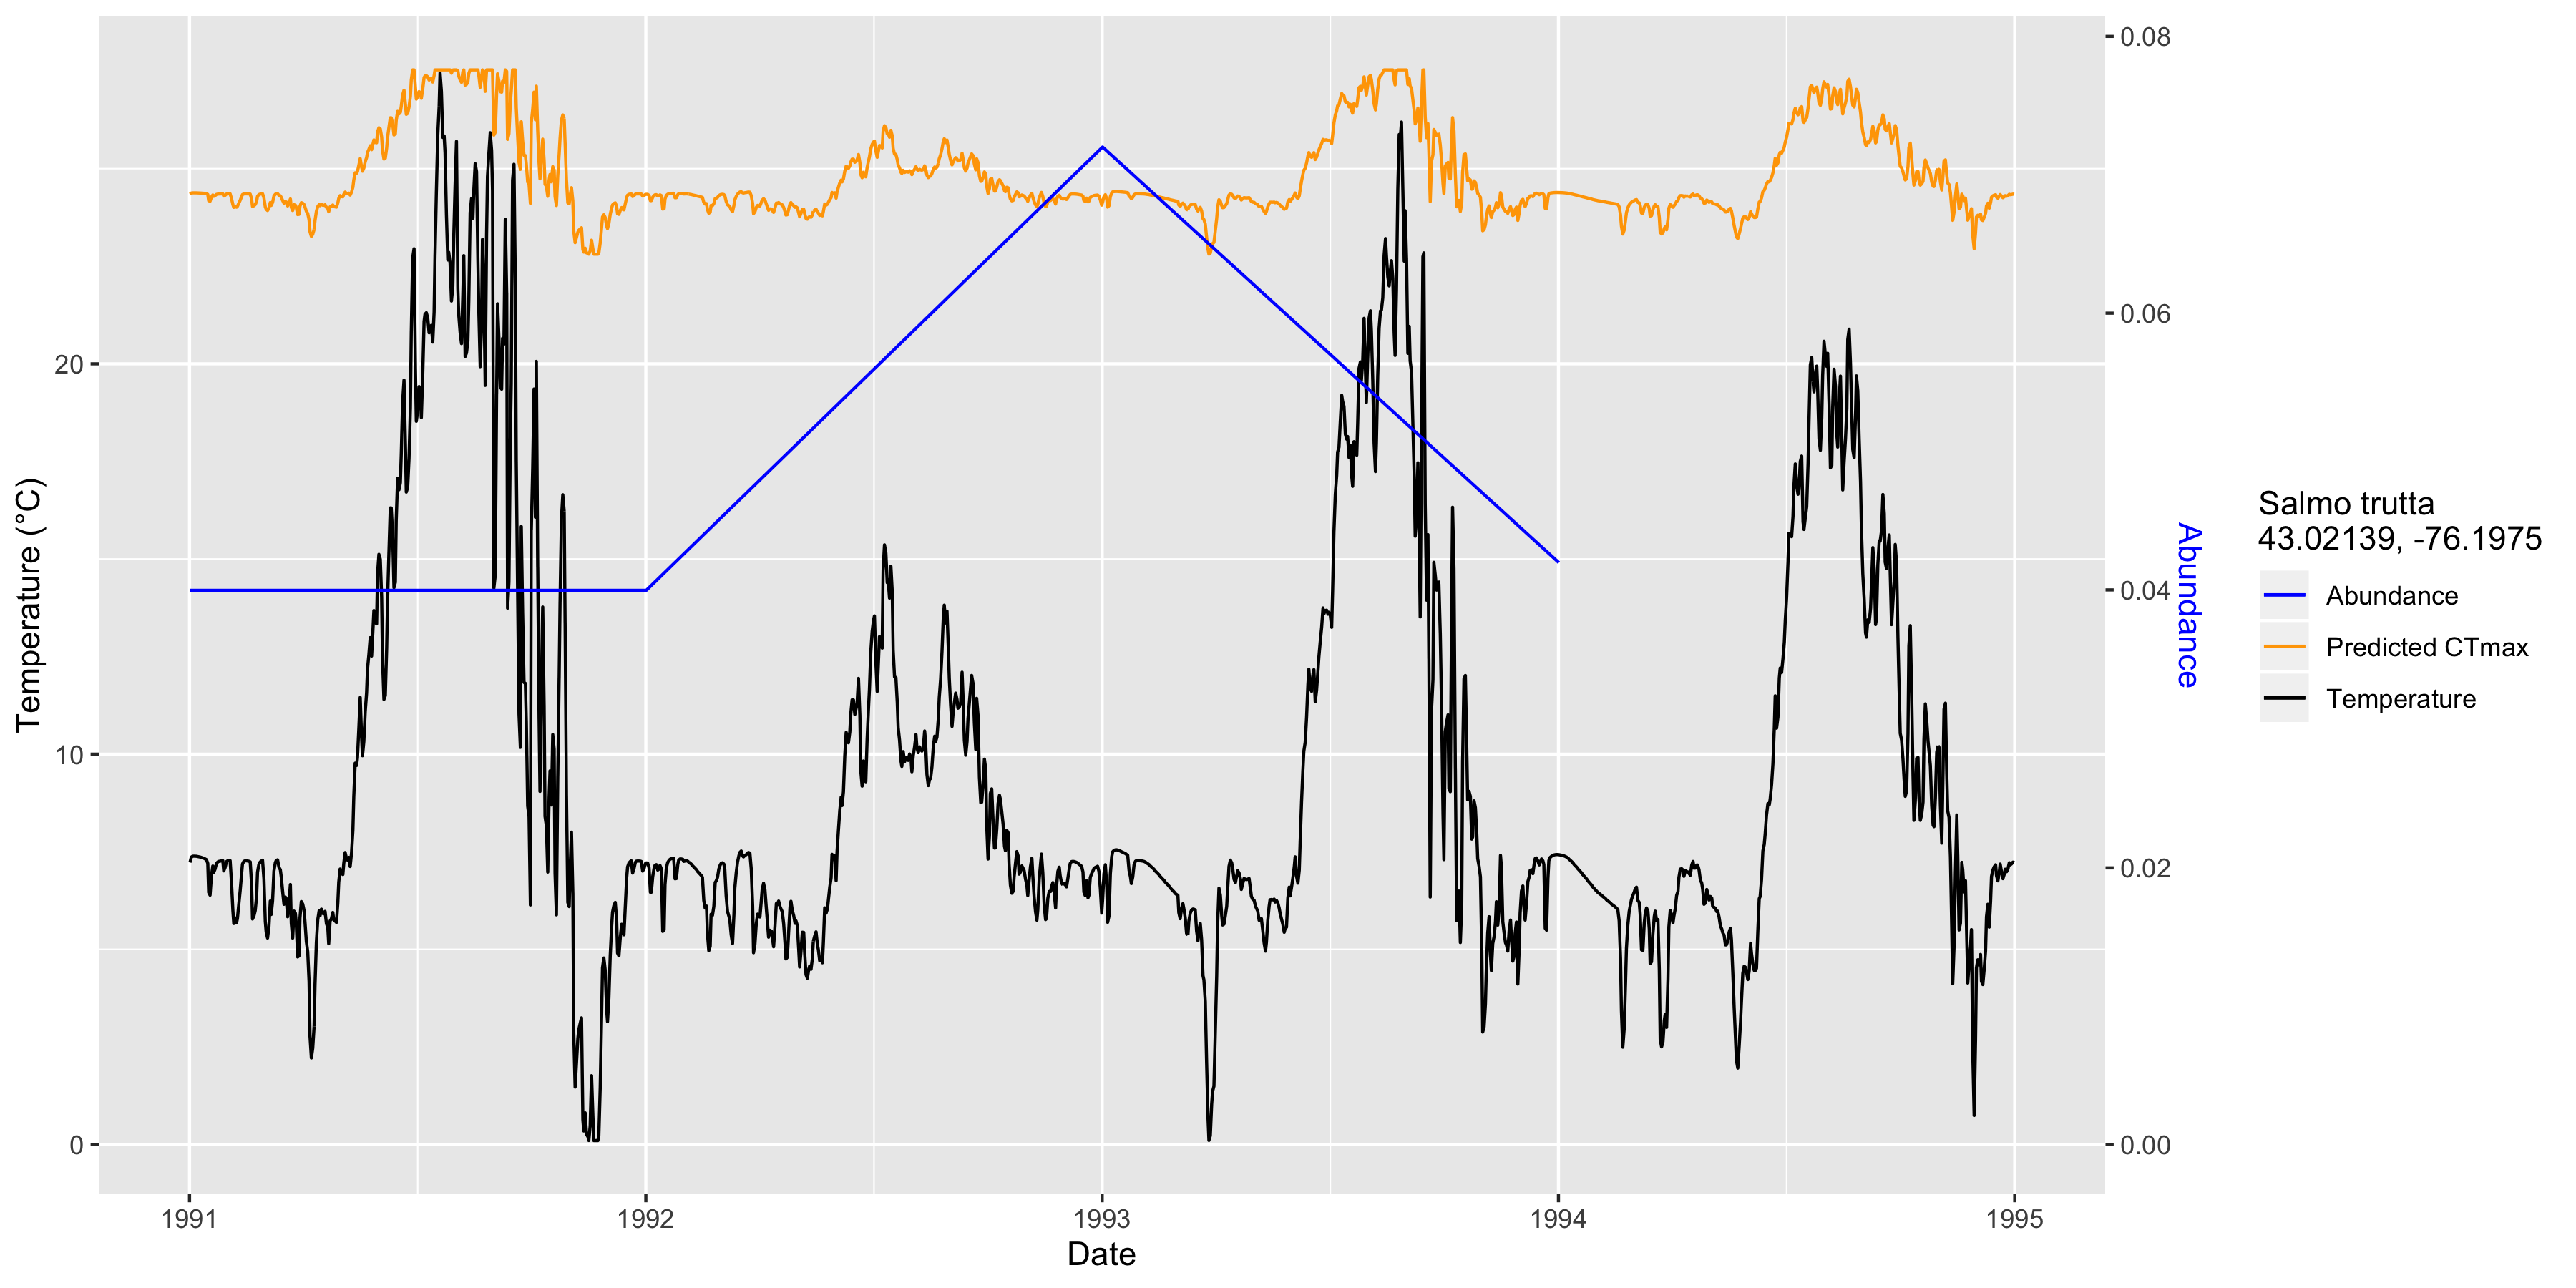 Temperature (°C)
20
10
0
0.08
0.06
0.04
0.02
0.00
Abundance
1991
1992
1993
1994
1995
Date
Salmo trutta
43.02139, -76.1975
Abundance
Predicted CTmax
Temperature